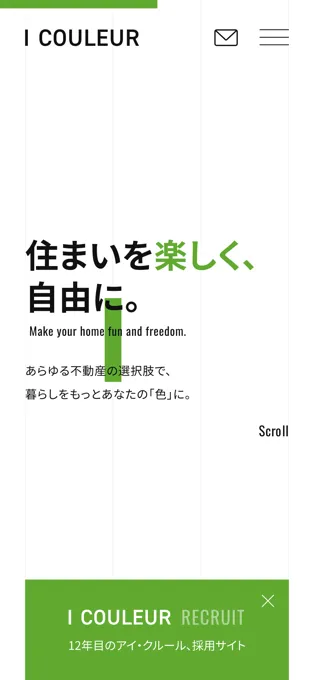 I COULEUR
住まいを楽しく、
自由に。
Make your home fun and freedom.
あらゆる不動産の選択肢で、
暮らしをもっとあなたの「色」に。
Scroll
I COULEUR RECRUIT
12年目のアイ・クルール、採用サイト